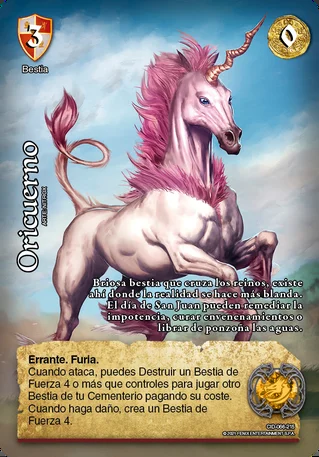 3
0
Bestia
Oricuerno
Briosa bestia que cruza los reinos, existe
ahí donde la realidad se hace más blanda.
El día de San Juan pueden remediar la
impotencia, curar envenenamientos o
librar de ponzoña las aguas.
Errante. Furia.
Cuando ataca, puedes Destruir un Bestia de
Fuerza 4 o más que controles para jugar otro
Bestia de tu Cementerio pagando su coste.
Cuando haga daño, crea un Bestia de
Fuerza 4.
© 2021 FENIX ENTERTAINMENT S.P.A.